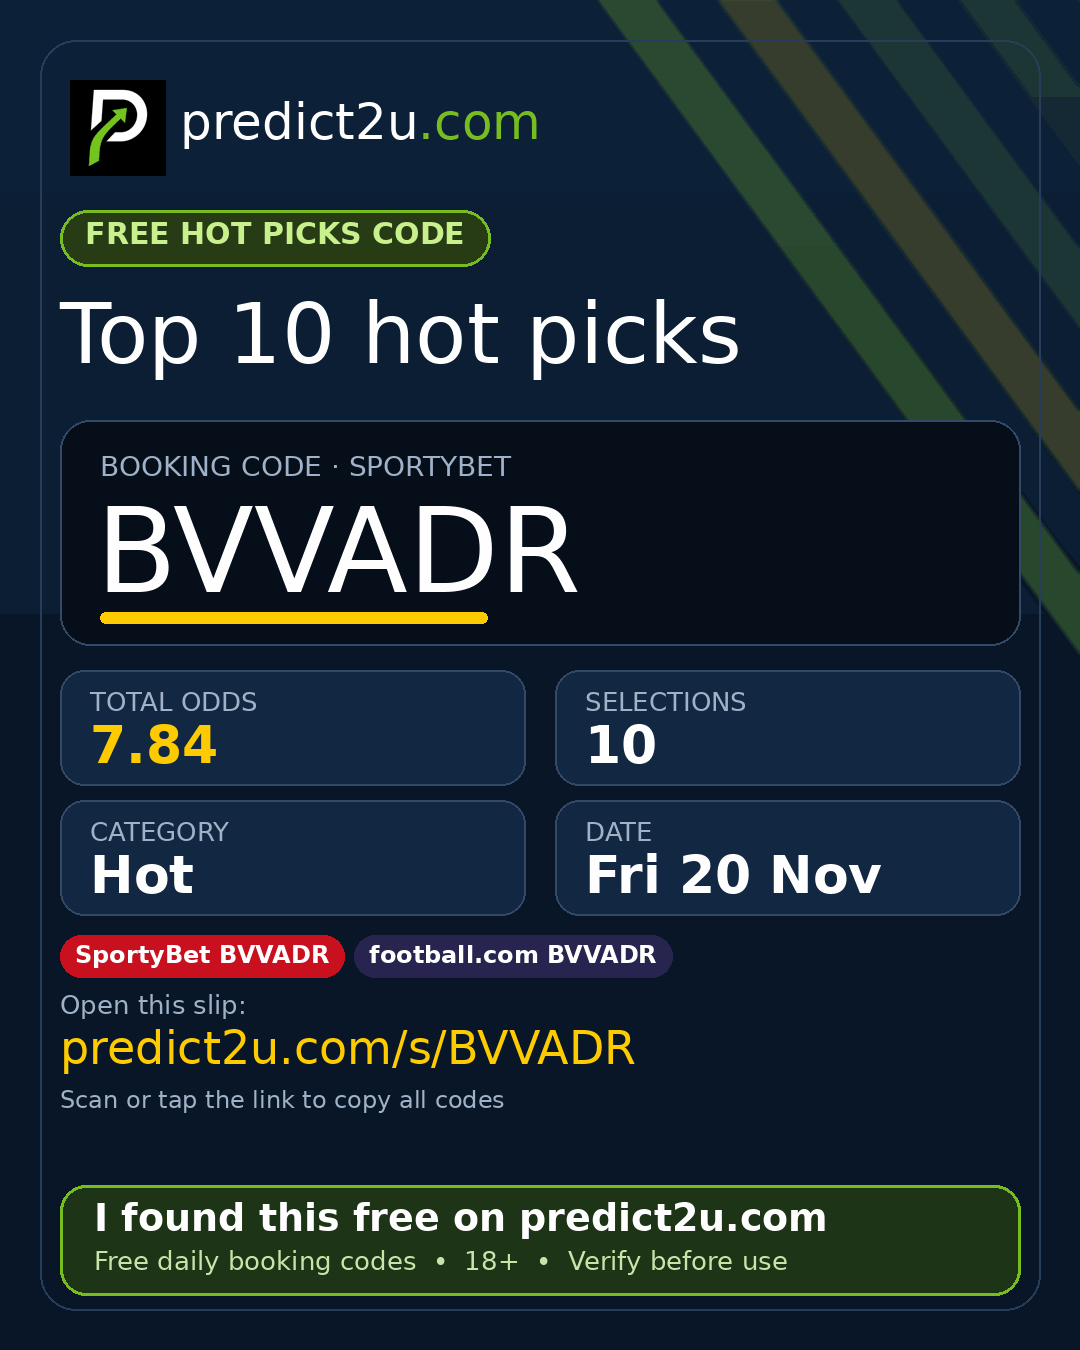 predict2u.com
FREE HOT PICKS CODE
Top 10 hot picks
BOOKING CODE · SPORTYBET
BVVADR
TOTAL ODDS
7.84
SELECTIONS
10
CATEGORY
Hot
DATE
Fri 20 Nov
SportyBet BVVADR
football.com BVVADR
Open this slip:
predict2u.com/s/BVVADR
Scan or tap the link to copy all codes
I found this free on predict2u.com
Free daily booking codes • 18+ • Verify before use